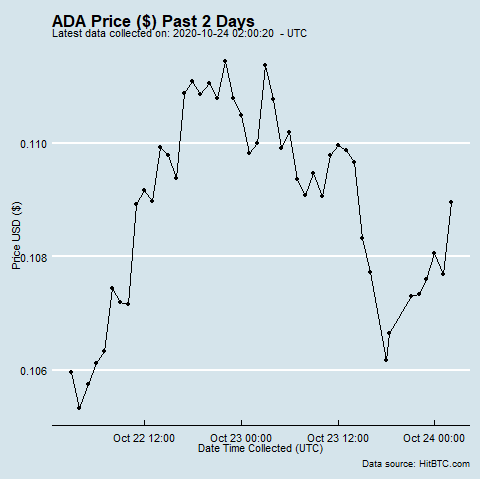 ADA Price ($) Past 2 Days
Latest data collected on: 2020-10-24 02:00:20  - UTC
Price USD ($)
0.110
0.108
0.106
Oct 22 12:00
Oct 23 00:00
Oct 23 12:00
Oct 24 00:00
Date Time Collected (UTC)
Data source: HitBTC.com